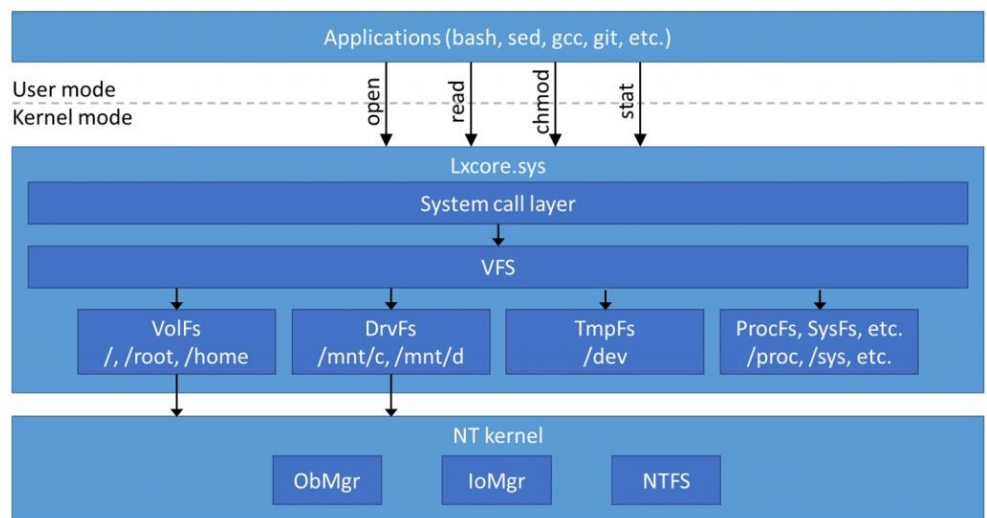 Applications (bash, sed, gcc, git, etc.)
User mode
Kernel mode
open
read
chmod
stat
Lxcore.sys
System call layer
VFS
VolFs
/, /root, /home
DrvFs
/mnt/c, /mnt/d
TmpFs
/dev
ProcFs, SysFs, etc.
/proc, /sys, etc.
NT kernel
ObMgr
IoMgr
NTFS